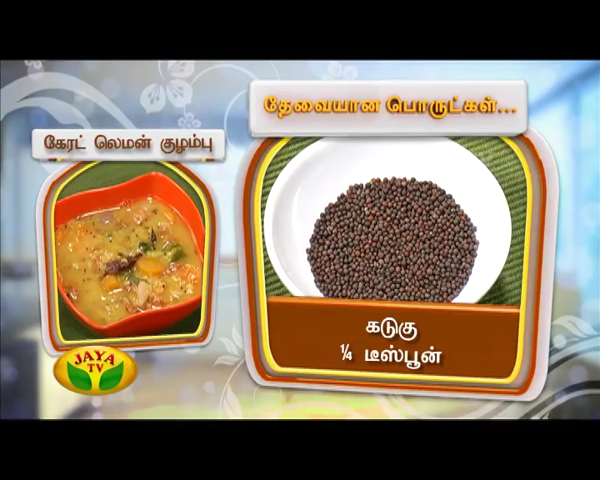 தேவையான பொருட்கள்...
கேரட் லெமன் குழம்பு
கடுகு
¼ டீஸ்பூன்
JAYA
TV